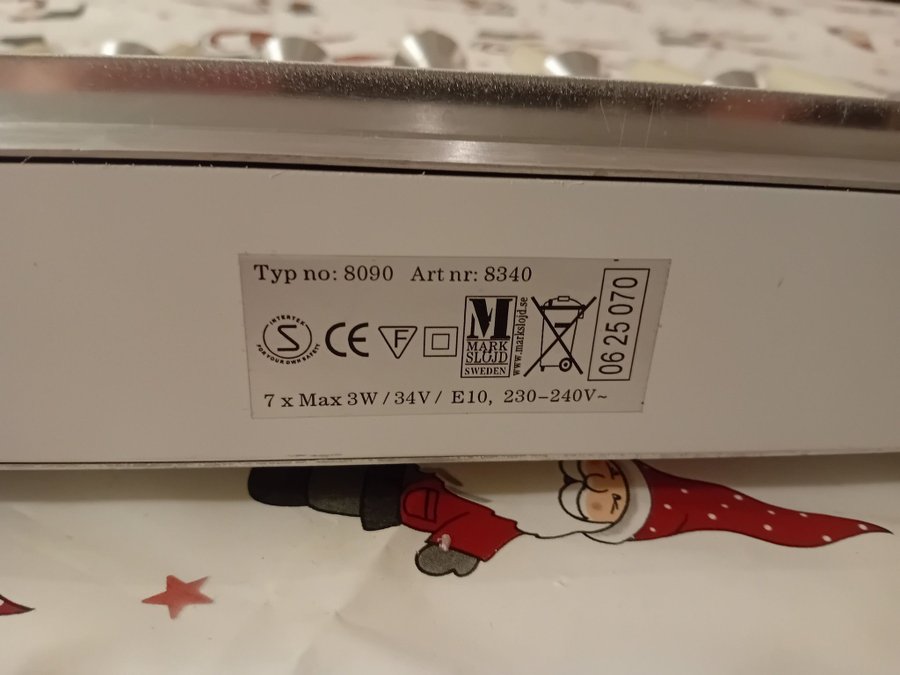 Typ no: 8090 Art nr: 8340
INTERTEK
S
FOR YOUR OWN SAFETY
CE
F
M
MARK
SLÖJD
SWEDEN
www.markslojd.se
06 25 070
7 x Max 3W / 34V / E10, 230-240V~